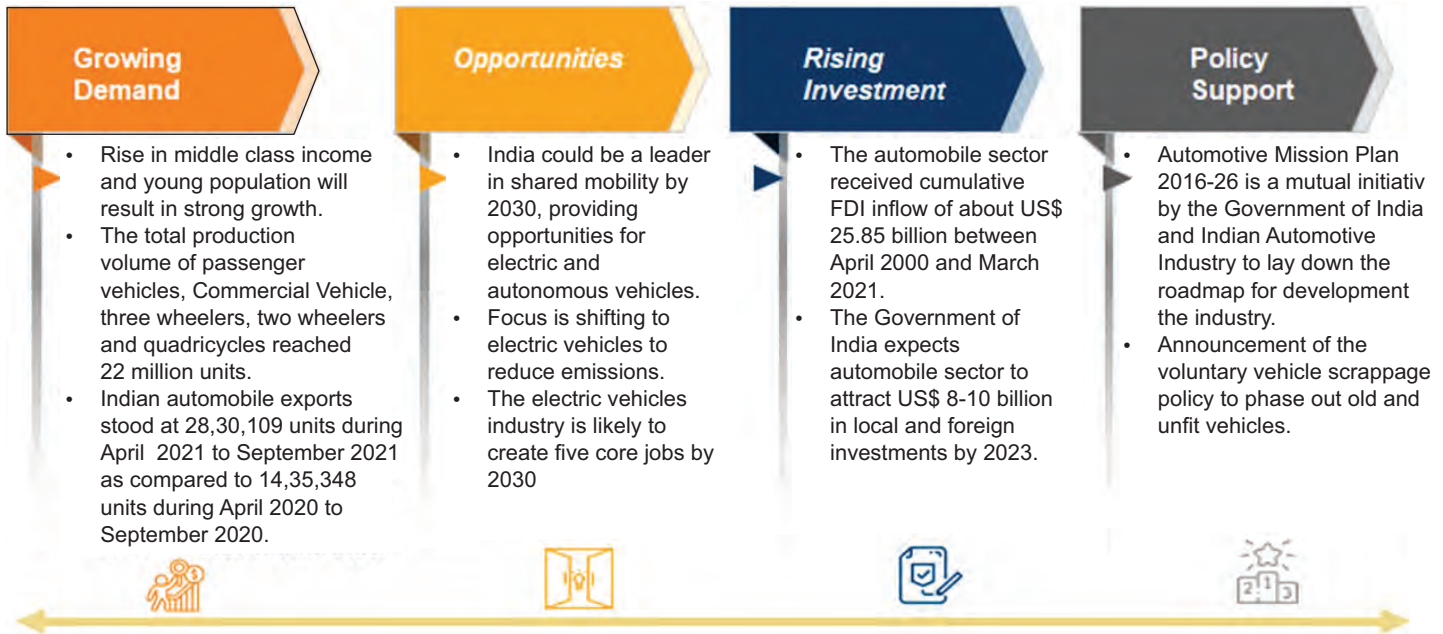 Growing
Demand
• Rise in middle class income
and young population will
result in strong growth.
• The total production
volume of passenger
vehicles, Commercial Vehicle,
three wheelers, two wheelers
and quadricycles reached
22 million units.
• Indian automobile exports
stood at 28,30,109 units during
April 2021 to September 2021
as compared to 14,35,348
units during April 2020 to
September 2020.
Opportunities
• India could be a leader
in shared mobility by
2030, providing
opportunities for
electric and
autonomous vehicles.
• Focus is shifting to
electric vehicles to
reduce emissions.
• The electric vehicles
industry is likely to
create five core jobs by
2030
Rising
Investment
• The automobile sector
received cumulative
FDI inflow of about US$
25.85 billion between
April 2000 and March
2021.
• The Government of
India expects
automobile sector to
attract US$ 8-10 billion
in local and foreign
investments by 2023.
Policy
Support
• Automotive Mission Plan
2016-26 is a mutual initiativ
by the Government of India
and Indian Automotive
Industry to lay down the
roadmap for development
the industry.
• Announcement of the
voluntary vehicle scrappage
policy to phase out old and
unfit vehicles.
$
2 1 3